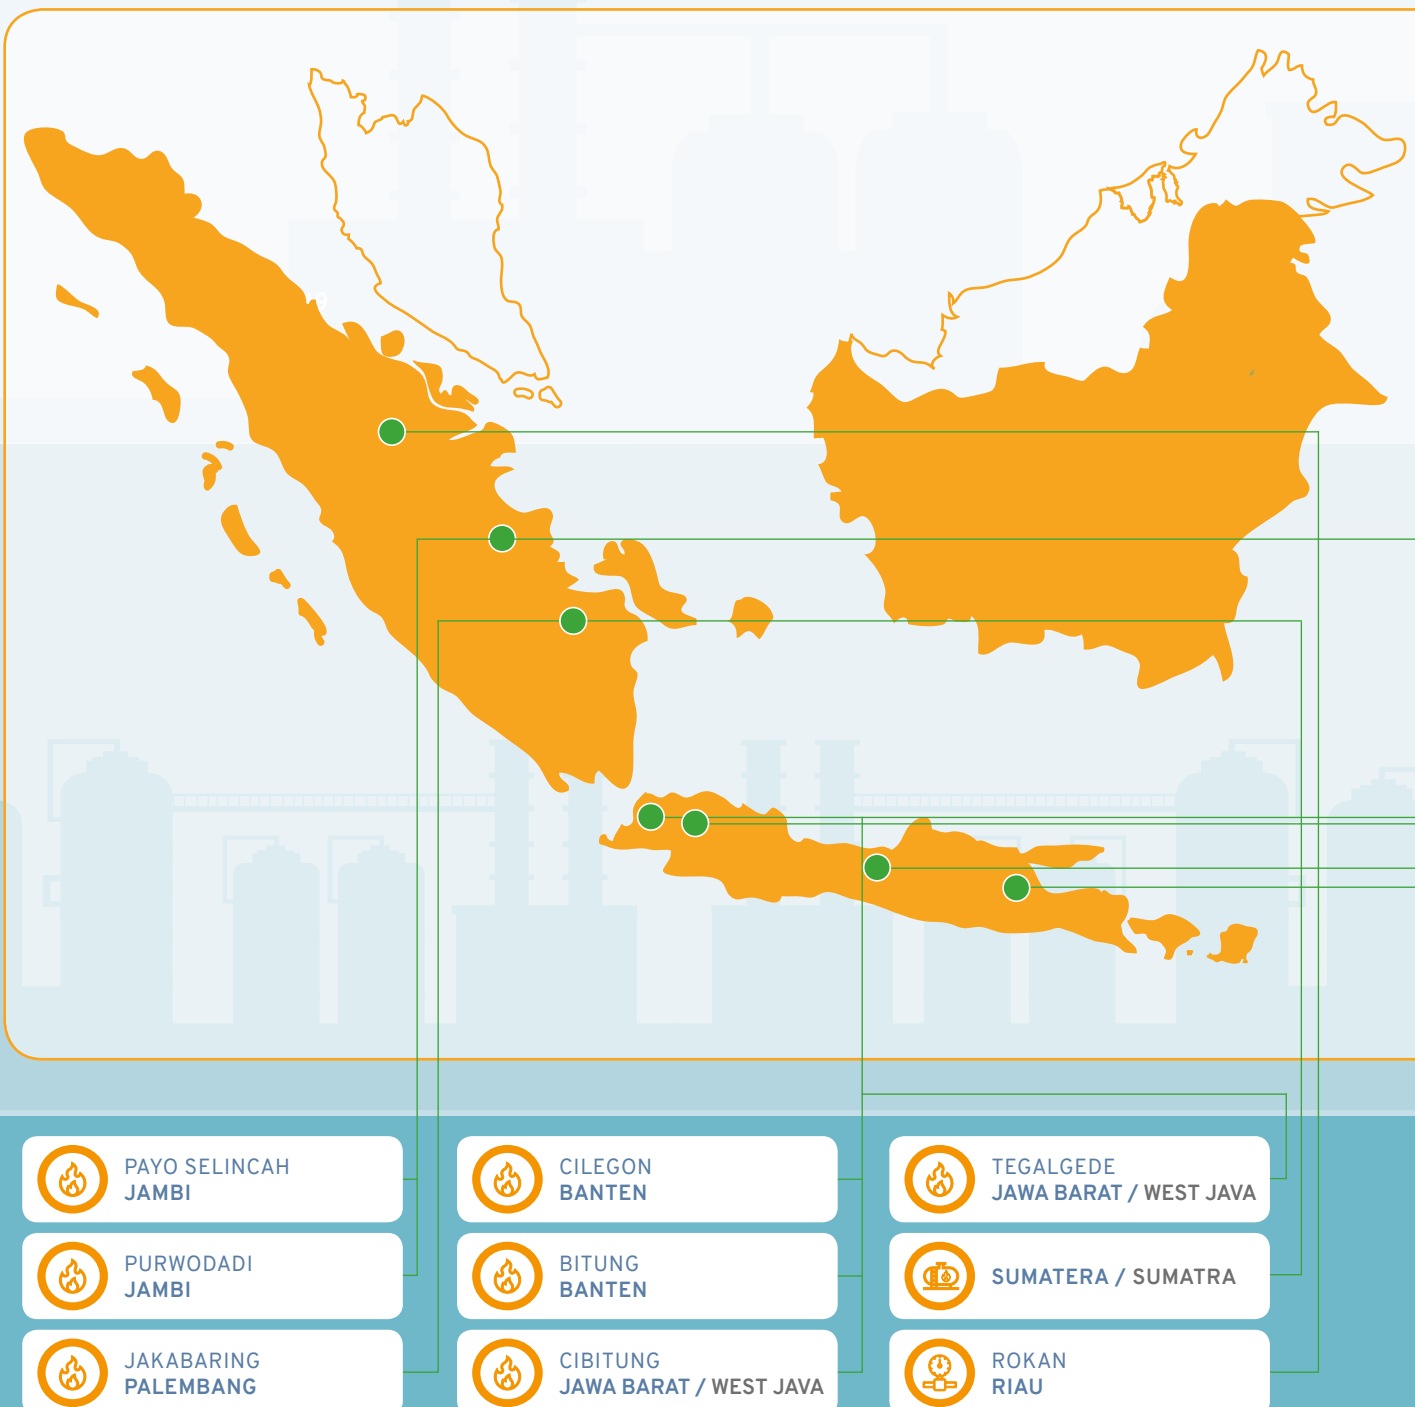 PAYO SELINCAH
JAMBI
PURWODADI
JAMBI
JAKABARING
PALEMBANG
CILEGON
BANTEN
BITUNG
BANTEN
CIBITUNG
JAWA BARAT / WEST JAVA
TEGALGEDE
JAWA BARAT / WEST JAVA
SUMATERA / SUMATRA
ROKAN
RIAU